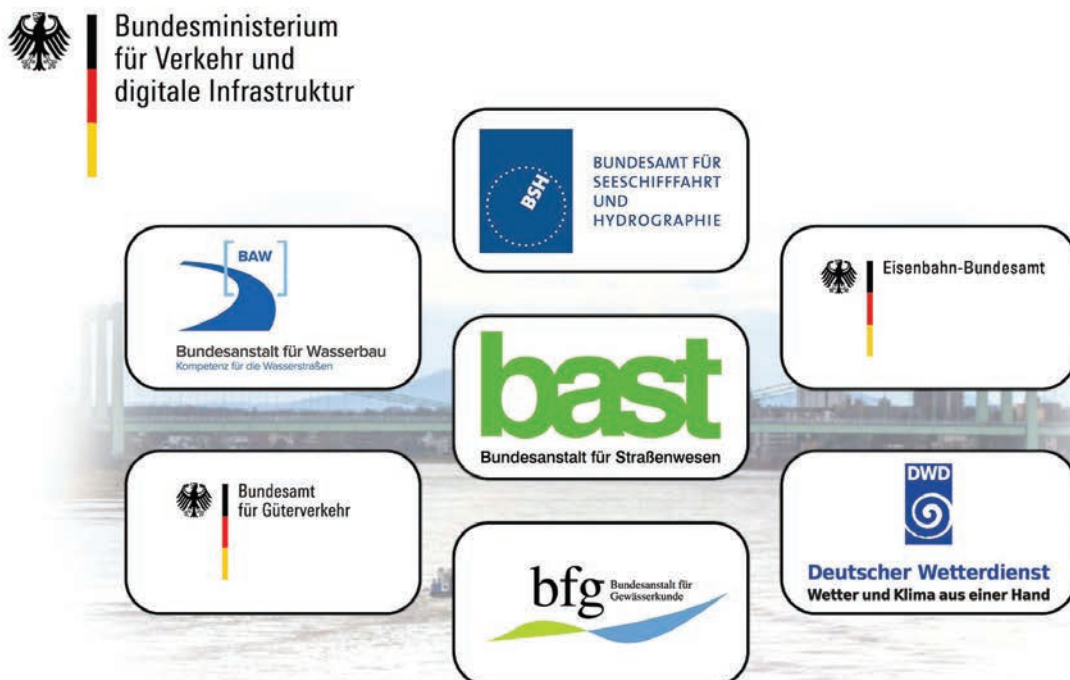 Bundesministerium
für Verkehr und
digitale Infrastruktur
BSH
BUNDESAMT FÜR
SEESCHIFFFAHRT
UND
HYDROGRAPHIE
BAW
Bundesanstalt für Wasserbau
Kompetenz für die Wasserstraßen
Eisenbahn-Bundesamt
bast
Bundesanstalt für Straßenwesen
Bundesamt
für Güterverkehr
DWD
Deutscher Wetterdienst
Wetter und Klima aus einer Hand
bfg
Bundesanstalt für
Gewässerkunde